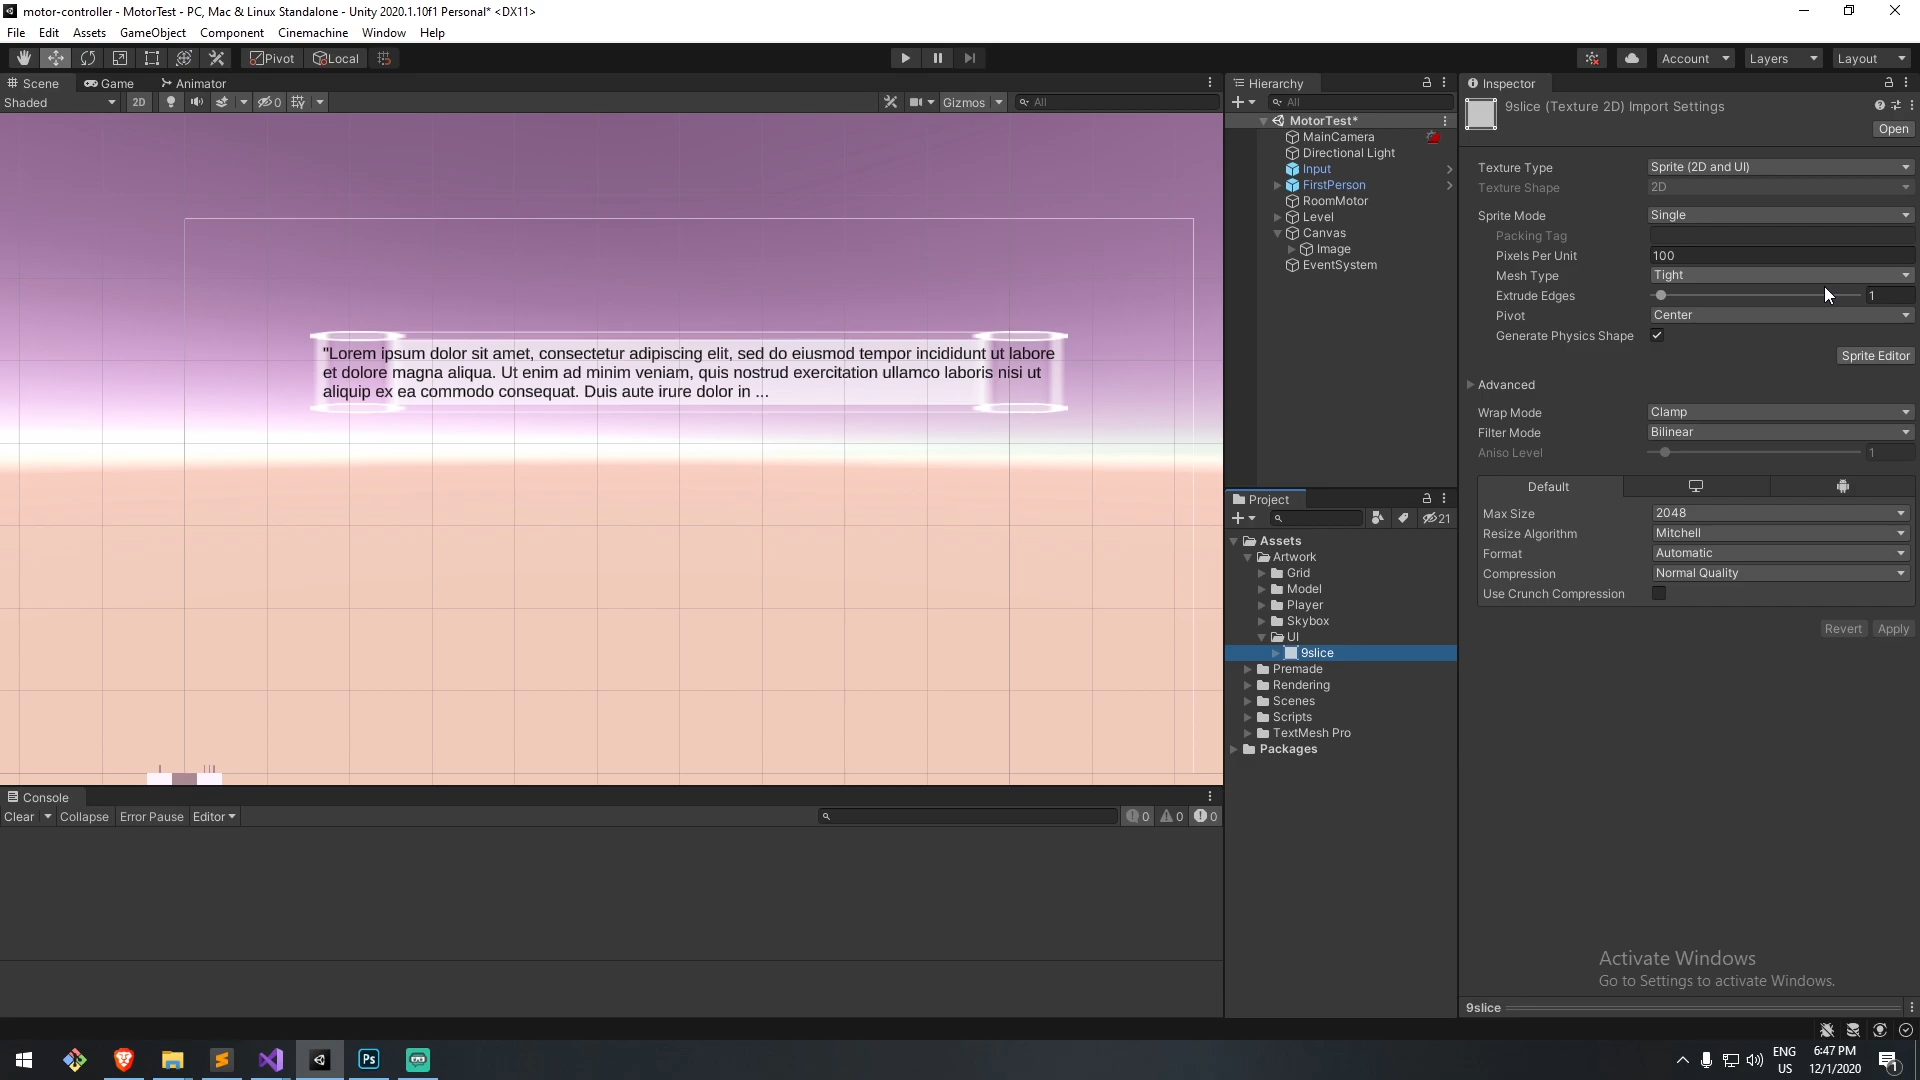 motor-controller - MotorTest - PC, Mac & Linux Standalone - Unity 2020.1.10f1 Personal* <DX11>
File Edit Assets GameObject Component Cinemachine Window Help
Pivot Local Account Layers Layout
Scene Game Animator
Shaded 2D 0 Gizmos All
"Lorem ipsum dolor sit amet, consectetur adipiscing elit, sed do eiusmod tempor incididunt ut labore
et dolore magna aliqua. Ut enim ad minim veniam, quis nostrud exercitation ullamco laboris nisi ut
aliquip ex ea commodo consequat. Duis aute irure dolor in ...
Console
Clear Collapse Error Pause Editor 0 0 0
Hierarchy
All
MotorTest*
MainCamera
Directional Light
Input
FirstPerson
RoomMotor
Level
Canvas
Image
EventSystem
Project
21
Assets
Artwork
Grid
Model
Player
Skybox
UI
9slice
Premade
Rendering
Scenes
Scripts
TextMesh Pro
Packages
Inspector
9slice (Texture 2D) Import Settings
Open
Texture Type Sprite (2D and UI)
Texture Shape 2D
Sprite Mode Single
Packing Tag
Pixels Per Unit 100
Mesh Type Tight
Extrude Edges 1
Pivot Center
Generate Physics Shape
Sprite Editor
Advanced
Wrap Mode Clamp
Filter Mode Bilinear
Aniso Level 1
Default
Max Size 2048
Resize Algorithm Mitchell
Format Automatic
Compression Normal Quality
Use Crunch Compression
Revert Apply
Activate Windows
Go to Settings to activate Windows.
9slice
Ps
ENG
US
6:47 PM
12/1/2020
1